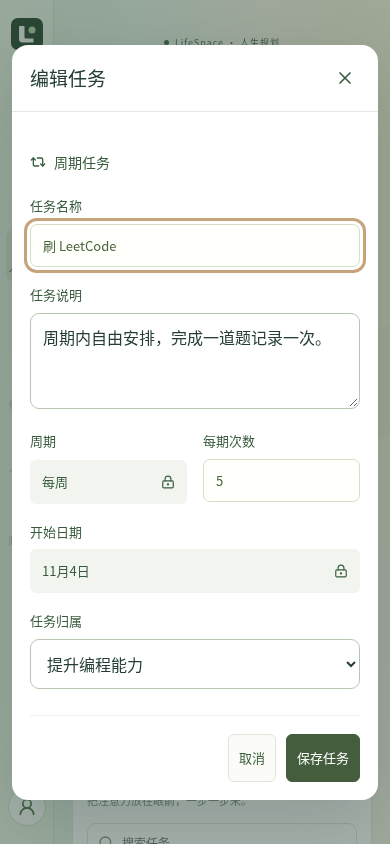 LifeSpace · 人生规划
编辑任务
周期任务
任务名称
刷 LeetCode
任务说明
周期内自由安排，完成一道题记录一次。
周期
每期次数
每周
5
开始日期
11月4日
任务归属
提升编程能力
取消
保存任务
把注意力放在眼前，一步一步来。
搜索任务